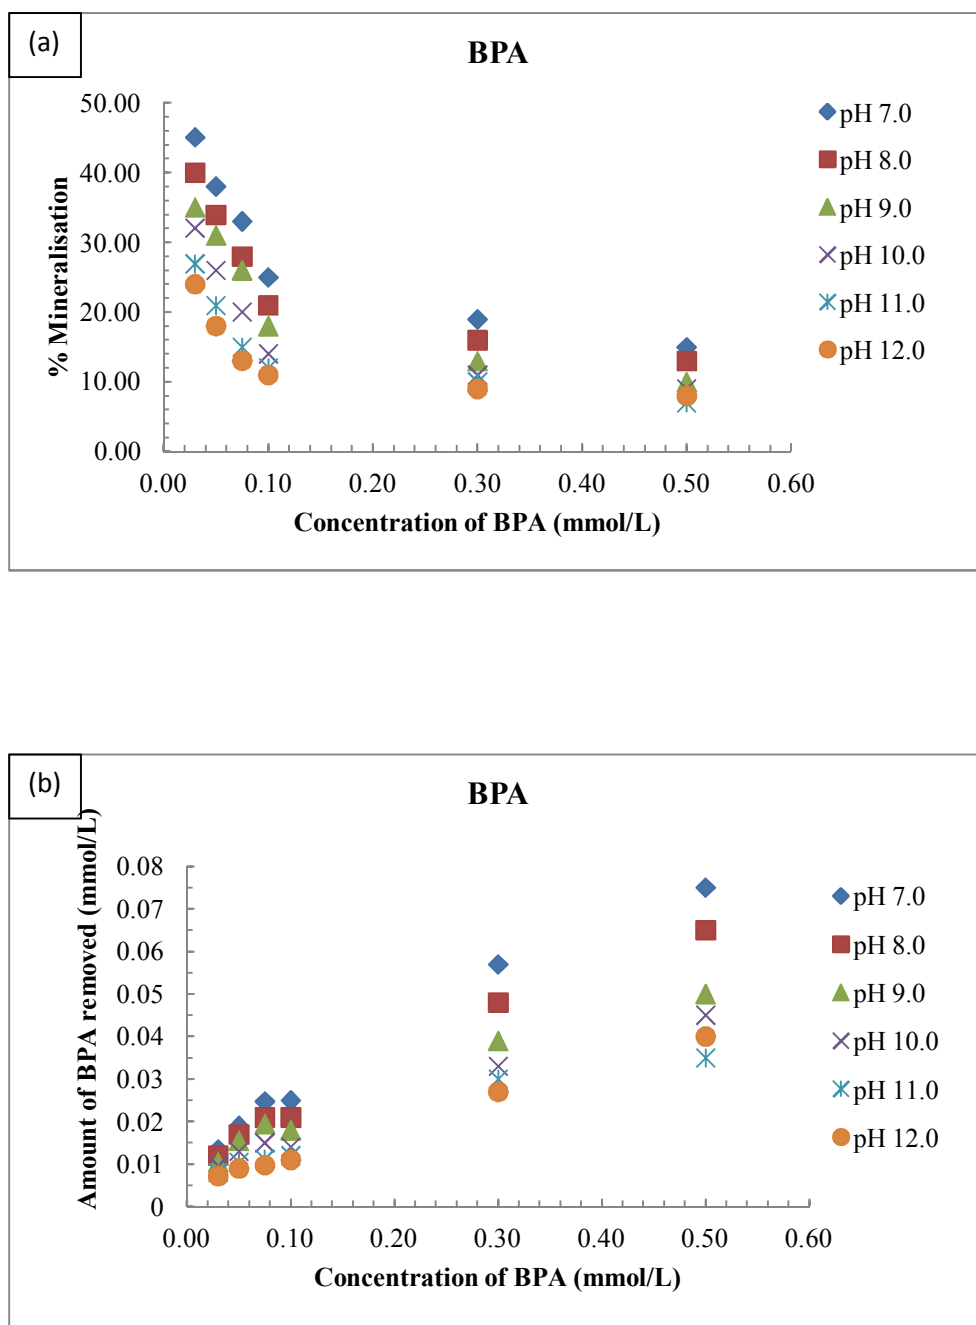 (a)
BPA
50.00
40.00
30.00
20.00
10.00
0.00
% Mineralisation
0.00 0.10 0.20 0.30 0.40 0.50 0.60
Concentration of BPA (mmol/L)
pH 7.0
pH 8.0
pH 9.0
pH 10.0
pH 11.0
pH 12.0
(b)
BPA
0.08
0.07
0.06
0.05
0.04
0.03
0.02
0.01
0
Amount of BPA removed (mmol/L)
0.00 0.10 0.20 0.30 0.40 0.50 0.60
Concentration of BPA (mmol/L)
pH 7.0
pH 8.0
pH 9.0
pH 10.0
pH 11.0
pH 12.0